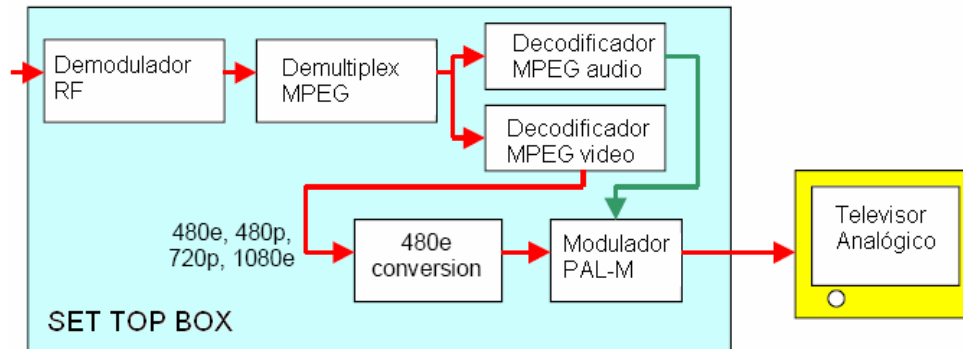 Demodulador
RF
Demultiplex
MPEG
Decodificador
MPEG audio
Decodificador
MPEG video
480e, 480p,
720p, 1080e
480e
conversion
Modulador
PAL-M
Televisor
Analógico
SET TOP BOX